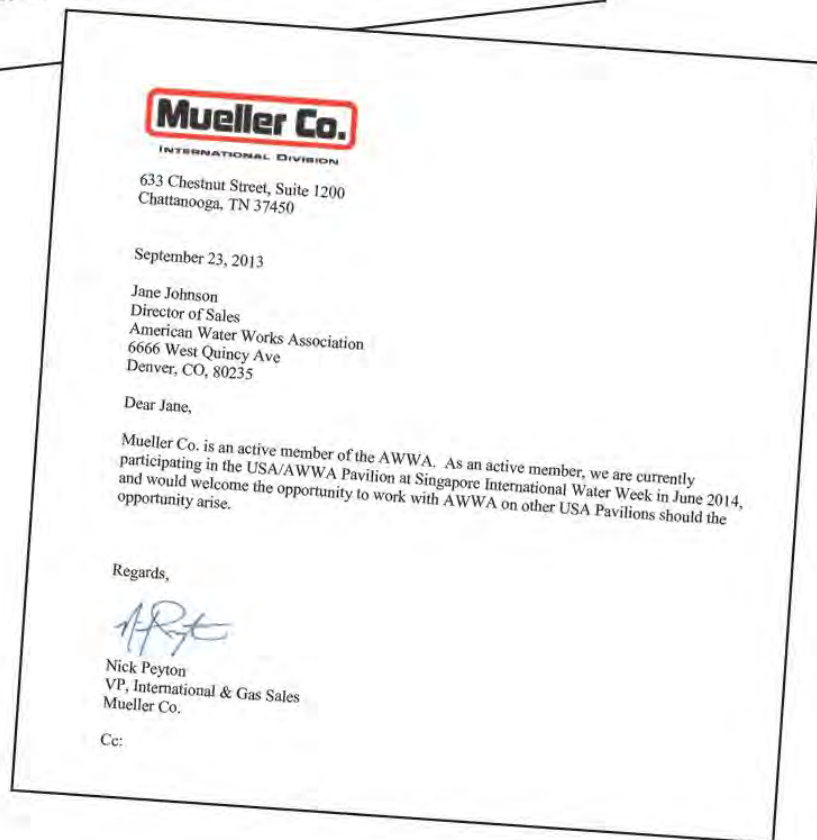 Mueller Co.
INTERNATIONAL DIVISION
633 Chestnut Street, Suite 1200
Chattanooga, TN 37450
September 23, 2013
Jane Johnson
Director of Sales
American Water Works Association
6666 West Quincy Ave
Denver, CO, 80235
Dear Jane,
Mueller Co. is an active member of the AWWA. As an active member, we are currently
participating in the USA/AWWA Pavilion at Singapore International Water Week in June 2014,
and would welcome the opportunity to work with AWWA on other USA Pavilions should the
opportunity arise.
Regards,
Nick Peyton
VP, International & Gas Sales
Mueller Co.
Cc: